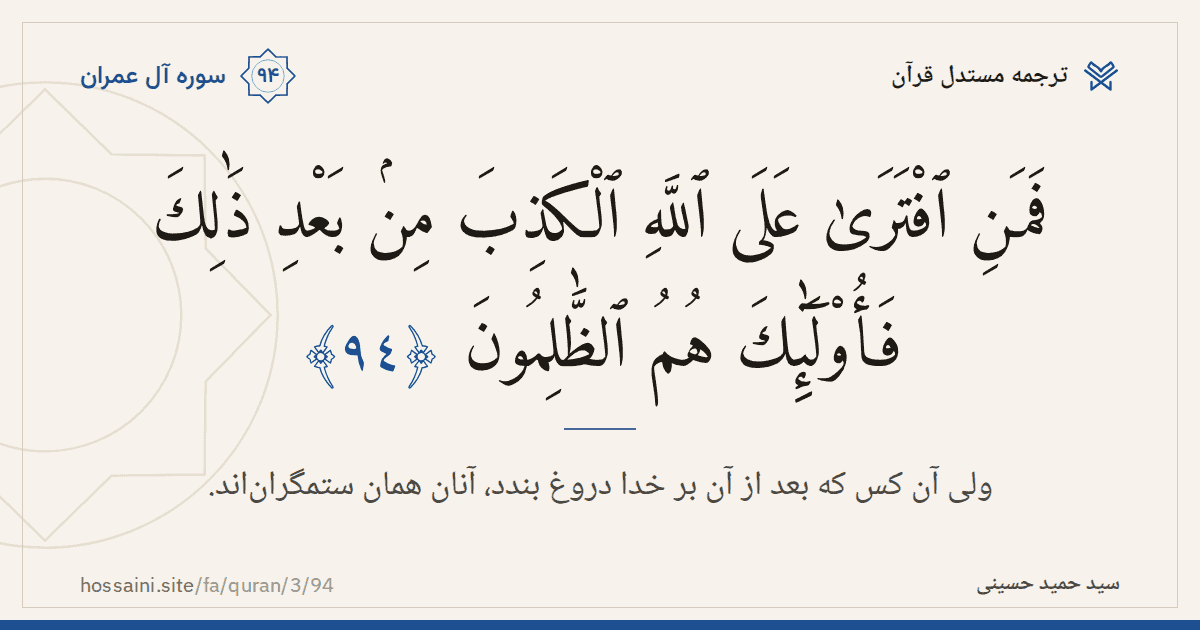 ترجمه مستدل قرآن
۹۴ سوره آل عمران
فَمَنِ ٱفْتَرَىٰ عَلَى ٱللَّهِ ٱلْكَذِبَ مِنۢ بَعْدِ ذَٰلِكَ
فَأُو۟لَـٰٓئِكَ هُمُ ٱلظَّـٰلِمُونَ ﴿٩٤﴾
ولی آن کس که بعد از آن بر خدا دروغ بندد، آنان همان ستمگران‌اند.
سید حمید حسینی
hossaini.site/fa/quran/3/94